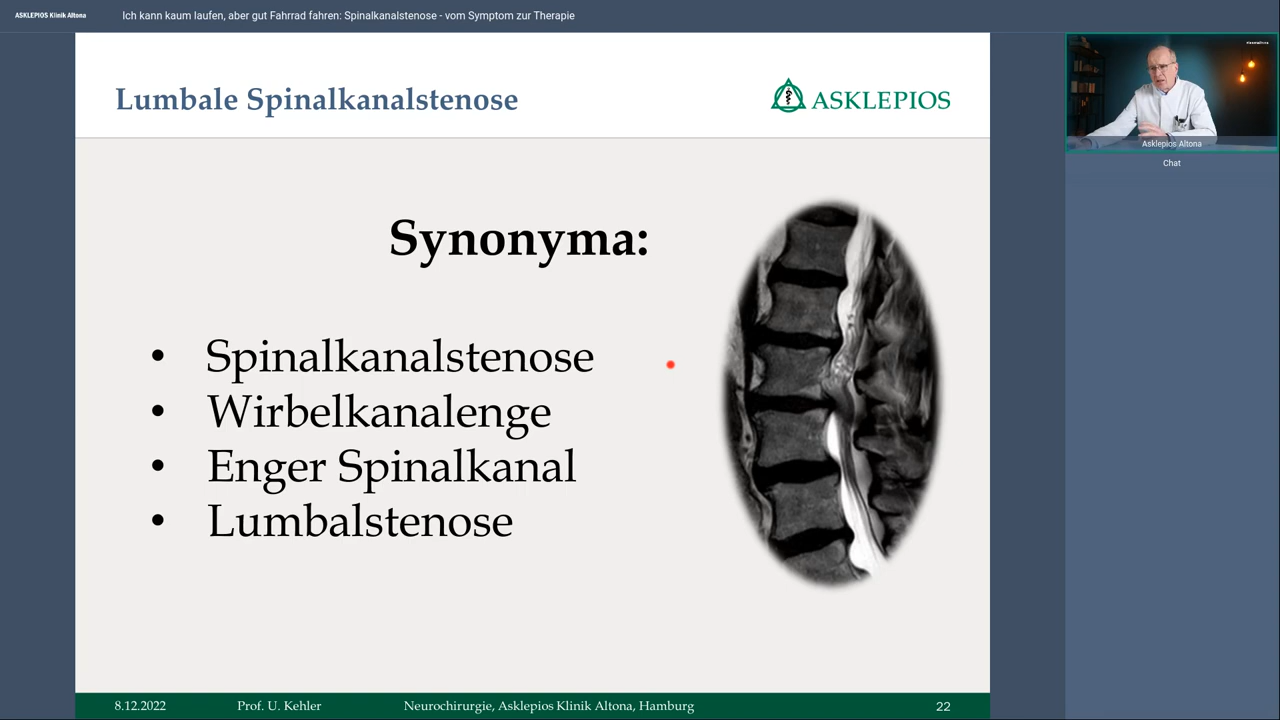 ASKLEPIOS Klinik Altona
Ich kann kaum laufen, aber gut Fahrrad fahren: Spinalkanalstenose - vom Symptom zur Therapie
Lumbale Spinalkanalstenose
ASKLEPIOS
Synonyma:
• Spinalkanalstenose
• Wirbelkanalenge
• Enger Spinalkanal
• Lumbalstenose
8.12.2022 Prof. U. Kehler Neurochirurgie, Asklepios Klinik Altona, Hamburg 22
Asklepios Altona
Chat